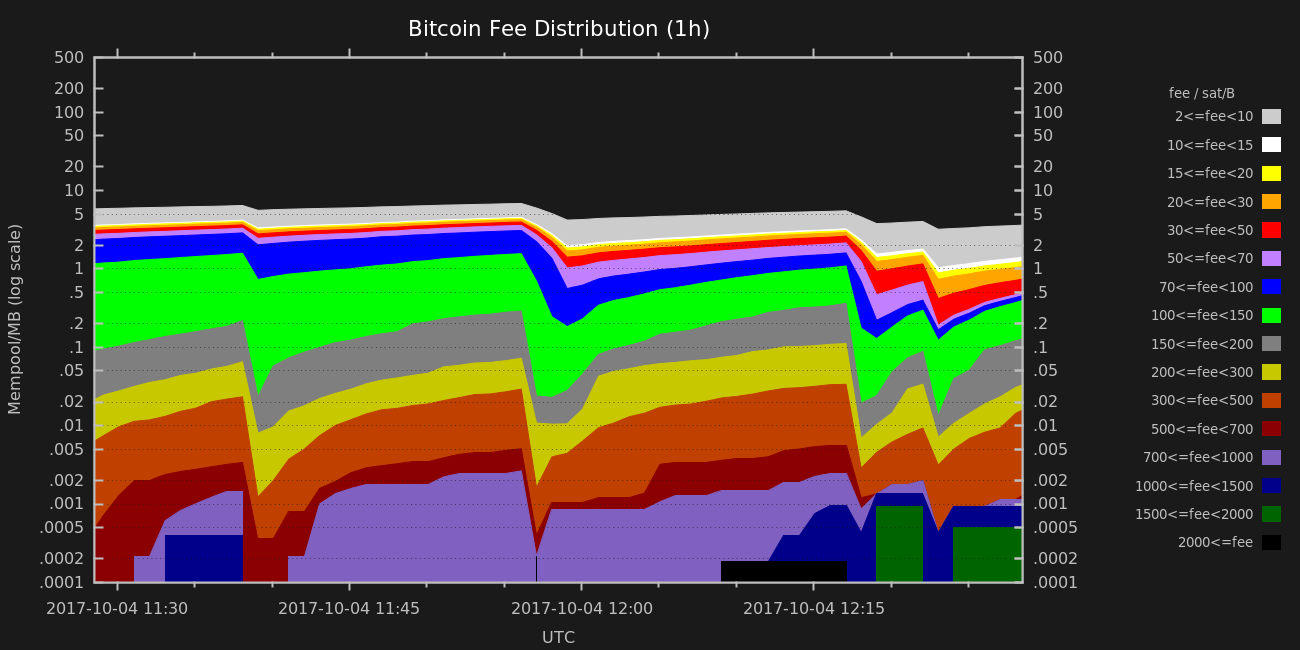 Bitcoin Fee Distribution (1h)
500
200
100
50
20
10
5
2
1
.5
.2
.1
.05
.02
.01
.005
.002
.001
.0005
.0002
.0001
Mempool/MB (log scale)
500
200
100
50
20
10
5
2
1
.5
.2
.1
.05
.02
.01
.005
.002
.001
.0005
.0002
.0001
2017-10-04 11:30
2017-10-04 11:45
2017-10-04 12:00
2017-10-04 12:15
UTC
fee / sat/B
2<=fee<10
10<=fee<15
15<=fee<20
20<=fee<30
30<=fee<50
50<=fee<70
70<=fee<100
100<=fee<150
150<=fee<200
200<=fee<300
300<=fee<500
500<=fee<700
700<=fee<1000
1000<=fee<1500
1500<=fee<2000
2000<=fee